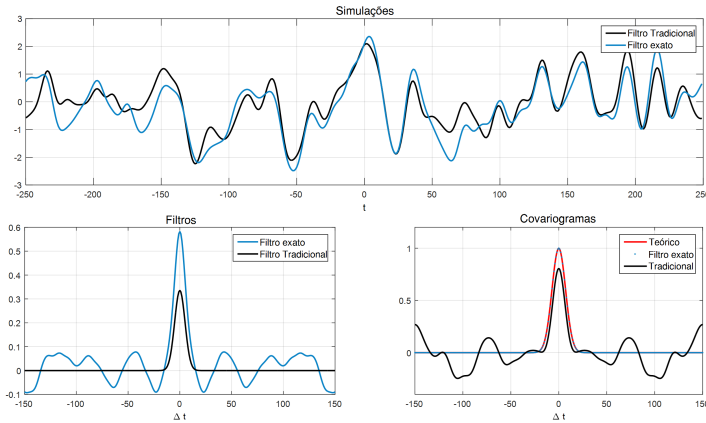 Simulações
3
2
1
0
-1
-2
-3
Filtro Tradicional
Filtro exato
-250 -200 -150 -100 -50 0 50 100 150 200 250
t
Filtros
0.6
0.5
0.4
0.3
0.2
0.1
0
-0.1
Filtro exato
Filtro Tradicional
-150 -100 -50 0 50 100 150
Δ t
Covariogramas
1
0.5
0
Teórico
Filtro exato
Tradicional
-150 -100 -50 0 50 100 150
Δ t